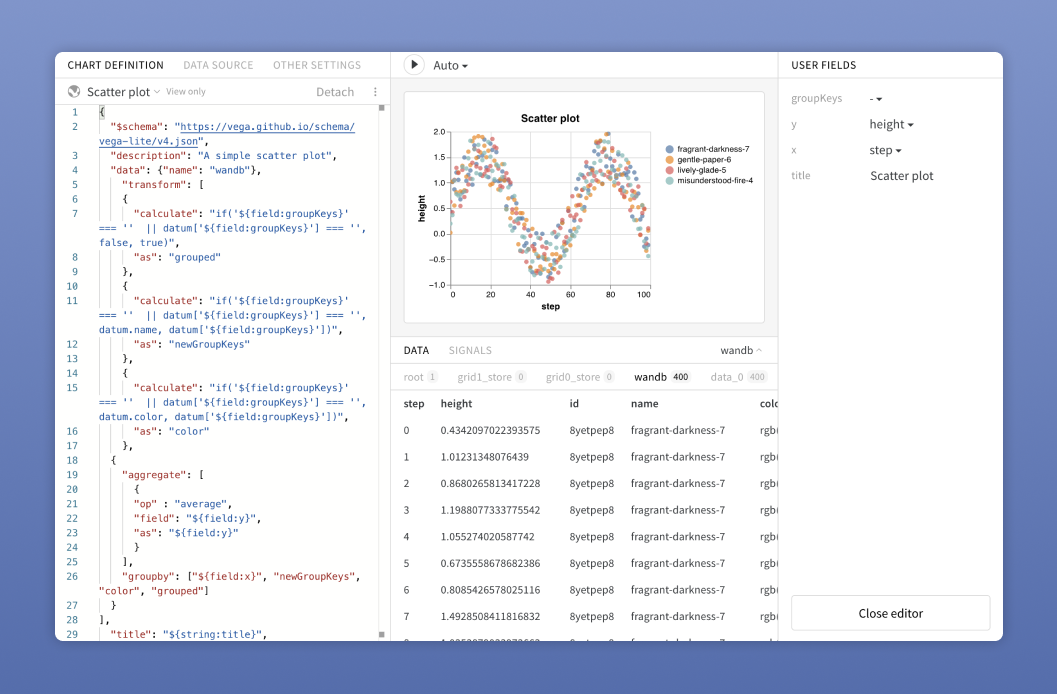 CHART DEFINITION DATA SOURCE OTHER SETTINGS
Scatter plot View only Detach
1 {
2 "$schema": "https://vega.github.io/schema/
vega-lite/v4.json",
3 "description": "A simple scatter plot",
4 "data": {"name": "wandb"},
5 "transform": [
6 {
7 "calculate": "if('${field:groupKeys}'
=== '' || datum['${field:groupKeys}'] === '',
false, true)",
8 "as": "grouped"
9 },
10 {
11 "calculate": "if('${field:groupKeys}'
=== '' || datum['${field:groupKeys}'] === '',
datum.name, datum['${field:groupKeys}'])",
12 "as": "newGroupKeys"
13 },
14 {
15 "calculate": "if('${field:groupKeys}'
=== '' || datum['${field:groupKeys}'] === '',
datum.color, datum['${field:groupKeys}'])",
16 "as": "color"
17 },
18 {
19 "aggregate": [
20 {
21 "op" : "average",
22 "field": "${field:y}",
23 "as": "${field:y}"
24 }
25 ],
26 "groupby": ["${field:x}", "newGroupKeys",
"color", "grouped"]
27 }
28 ],
29 "title": "${string:title}",
Auto
Scatter plot
2.0
1.5
1.0
0.5
0.0
−0.5
−1.0
height
0 20 40 60 80 100
step
fragrant-darkness-7
gentle-paper-6
lively-glade-5
misunderstood-fire-4
DATA SIGNALS wandb
root 1 grid1_store 0 grid0_store 0 wandb 400 data_0 400
step height id name
0 0.4342097022393575 8yetpep8 fragrant-darkness-7 rgb(
1 1.01231348076439 8yetpep8 fragrant-darkness-7 rgb(
2 0.8680265813417228 8yetpep8 fragrant-darkness-7 rgb(
3 1.1988077333775542 8yetpep8 fragrant-darkness-7 rgb(
4 1.055274020587742 8yetpep8 fragrant-darkness-7 rgb(
5 0.6735558678682386 8yetpep8 fragrant-darkness-7 rgb(
6 0.8085426578025116 8yetpep8 fragrant-darkness-7 rgb(
7 1.4928508411816832 8yetpep8 fragrant-darkness-7 rgb(
USER FIELDS
groupKeys -
y height
x step
title Scatter plot
Close editor